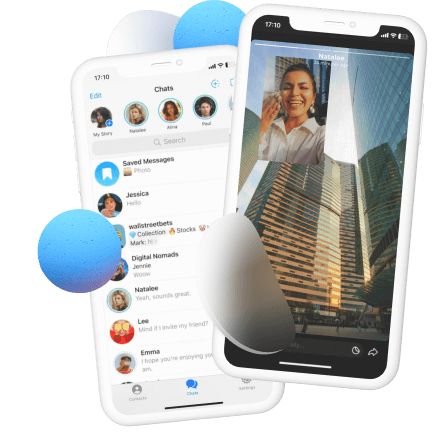 17:10
Edit
Chats
My Story
Natalee
Alina
Paul
Search
Saved Messages
Photo
Jessica
Hello
wallstreetbets
💎Collection 🔥Stocks
Mark: hi
Digital Nomads
Jennie
Natalee
Yeah, sounds great.
Lee
Mind if I invite my friend?
Emma
I hope you're enjoying your
Contacts
Chats
Settings
17:10
Natalee